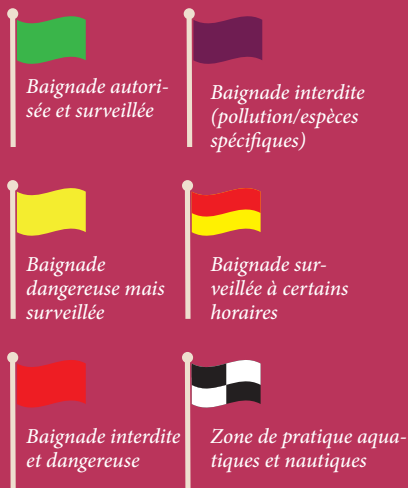 Baignade autori-
sée et surveillée
Baignade interdite
(pollution/espèces
spécifiques)
Baignade
dangereuse mais
surveillée
Baignade sur-
veillée à certains
horaires
Baignade interdite
et dangereuse
Zone de pratique aqua-
tiques et nautiques